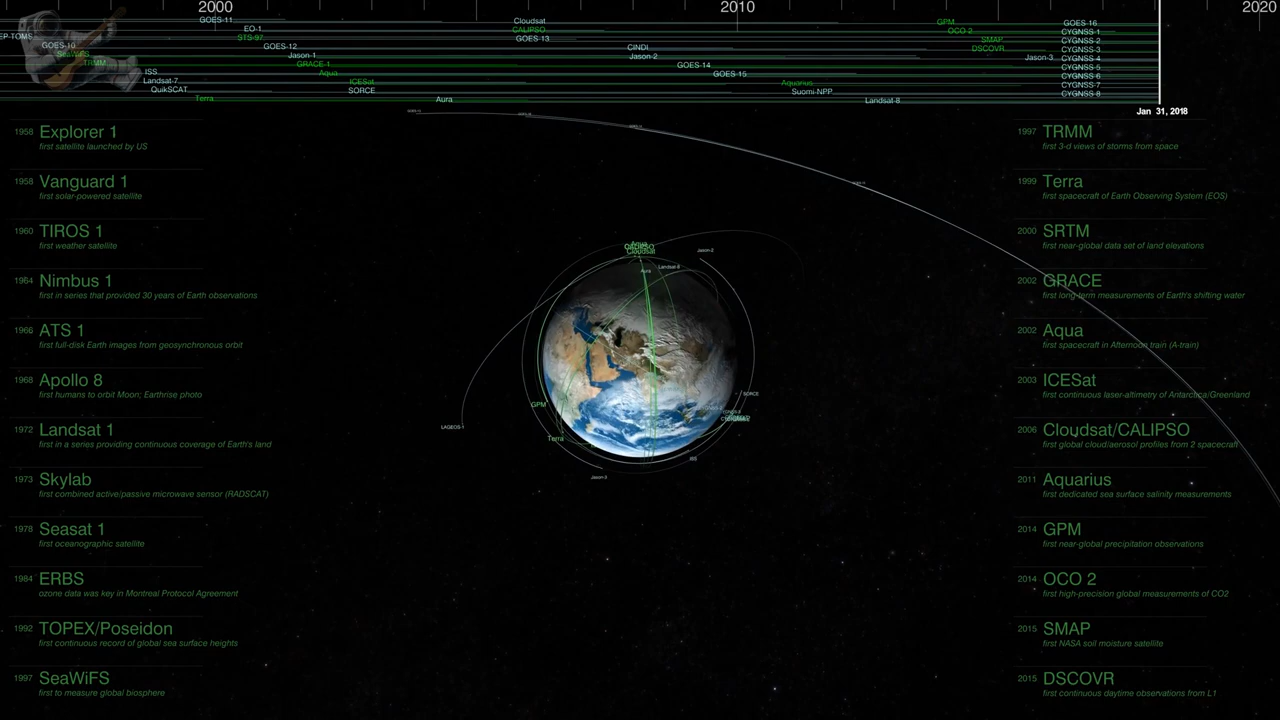 2000
2010
2020
GOES-11
Cloudsat
GPM
GOES-16
EO-1
CALIPSO
OCO 2
CYGNSS-1
EP-TOMS
STS-97
GOES-13
SMAP
CYGNSS-2
GOES-10
GOES-12
CINDI
DSCOVR
CYGNSS-3
SeaWiFS
Jason-1
Jason-2
Jason-3
CYGNSS-4
TRMM
GRACE-1
GOES-14
CYGNSS-5
ISS
Aqua
GOES-15
CYGNSS-6
Landsat-7
ICESat
Aquarius
CYGNSS-7
QuikSCAT
SORCE
Suomi-NPP
CYGNSS-8
Terra
Aura
Landsat-8
Jan 31, 2018
1958 Explorer 1
first satellite launched by US
1958 Vanguard 1
first solar-powered satellite
1960 TIROS 1
first weather satellite
1964 Nimbus 1
first in series that provided 30 years of Earth observations
1966 ATS 1
first full-disk Earth images from geosynchronous orbit
1968 Apollo 8
first humans to orbit Moon; Earthrise photo
1972 Landsat 1
first in a series providing continuous coverage of Earth's land
1973 Skylab
first combined active/passive microwave sensor (RADSCAT)
1978 Seasat 1
first oceanographic satellite
1984 ERBS
ozone data was key in Montreal Protocol Agreement
1992 TOPEX/Poseidon
first continuous record of global sea surface heights
1997 SeaWiFS
first to measure global biosphere
CALIPSO
Cloudsat
Jason-2
Landsat-8
Aura
SORCE
GPM
LAGEOS-1
Terra
ISS
Jason-3
1997 TRMM
first 3-d views of storms from space
1999 Terra
first spacecraft of Earth Observing System (EOS)
2000 SRTM
first near-global data set of land elevations
2002 GRACE
first long-term measurements of Earth's shifting water
2002 Aqua
first spacecraft in Afternoon train (A-train)
2003 ICESat
first continuous laser-altimetry of Antarctica/Greenland
2006 Cloudsat/CALIPSO
first global cloud/aerosol profiles from 2 spacecraft
2011 Aquarius
first dedicated sea surface salinity measurements
2014 GPM
first near-global precipitation observations
2014 OCO 2
first high-precision global measurements of CO2
2015 SMAP
first NASA soil moisture satellite
2015 DSCOVR
first continuous daytime observations from L1